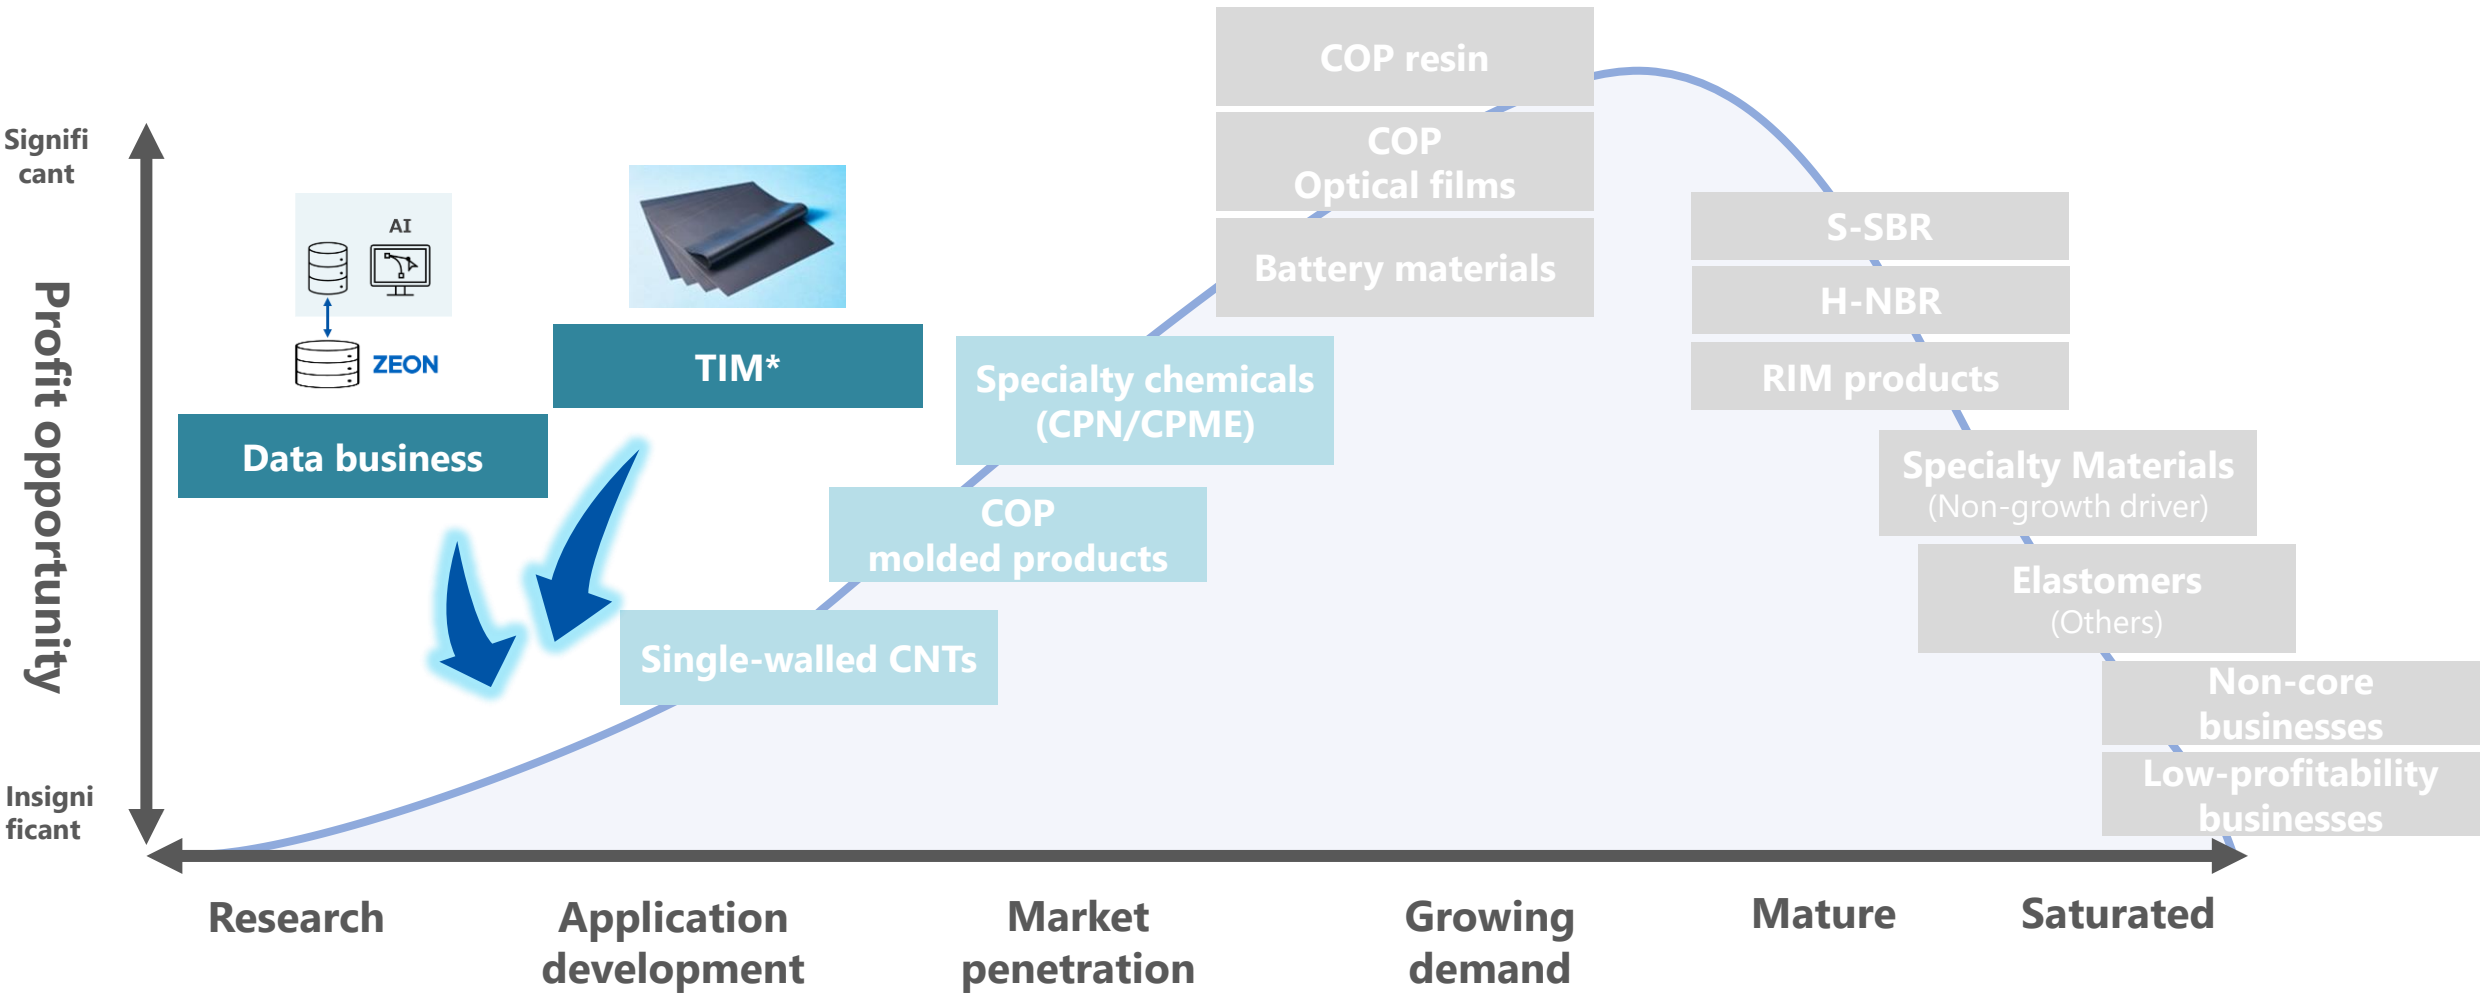 COP resin
COP
Optical films
Battery materials
Signifi
cant
AI
ZEON
TIM*
Data business
Specialty chemicals
(CPN/CPME)
COP
molded products
Single-walled CNTs
S-SBR
H-NBR
RIM products
Specialty Materials
(Non-growth driver)
Elastomers
(Others)
Non-core
businesses
Low-profitability
businesses
Profit opportunity
Insigni
ficant
Research
Application
development
Market
penetration
Growing
demand
Mature
Saturated